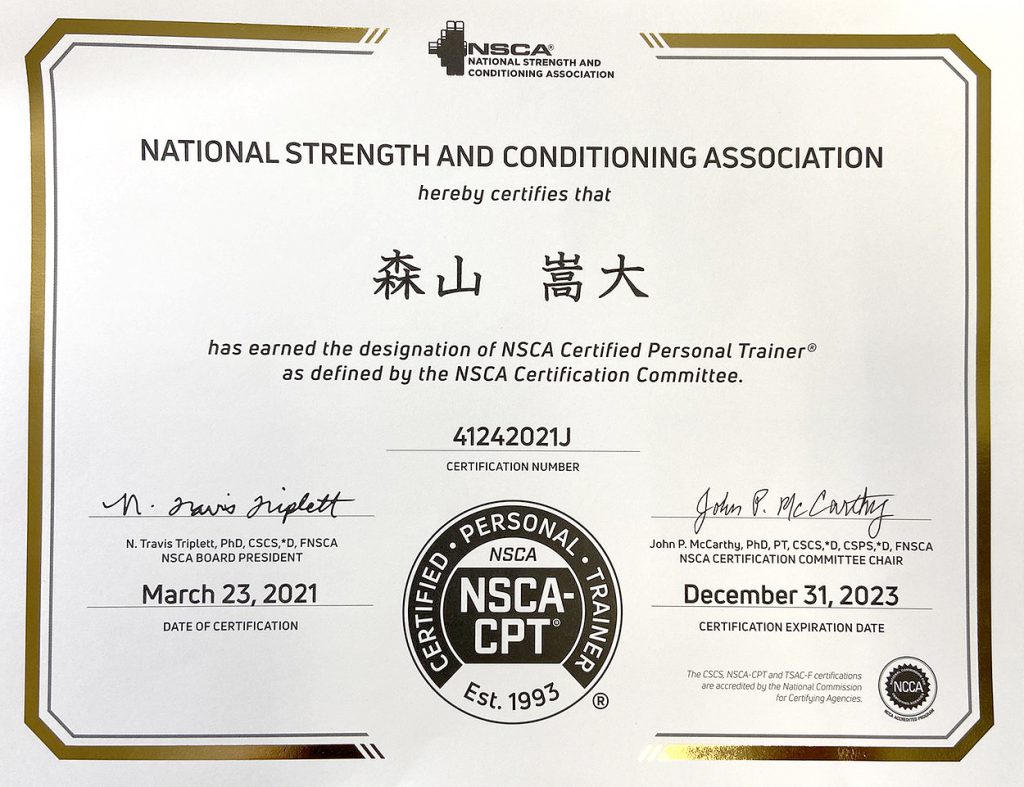 NSCA®
NATIONAL STRENGTH AND
CONDITIONING ASSOCIATION
NATIONAL STRENGTH AND CONDITIONING ASSOCIATION
hereby certifies that
森山 嵩大
has earned the designation of NSCA Certified Personal Trainer®
as defined by the NSCA Certification Committee.
41242021J
CERTIFICATION NUMBER
N. Travis Triplett
N. Travis Triplett, PhD, CSCS,*D, FNSCA
NSCA BOARD PRESIDENT
March 23, 2021
DATE OF CERTIFICATION
CERTIFIED · PERSONAL · TRAINER
NSCA
NSCA-
CPT®
Est. 1993
®
John P. McCarthy
John P. McCarthy, PhD, PT, CSCS,*D, CSPS,*D, FNSCA
NSCA CERTIFICATION COMMITTEE CHAIR
December 31, 2023
CERTIFICATION EXPIRATION DATE
The CSCS, NSCA-CPT and TSAC-F certifications
are accredited by the National Commission
for Certifying Agencies.
NCCA
NCCA ACCREDITED PROGRAM